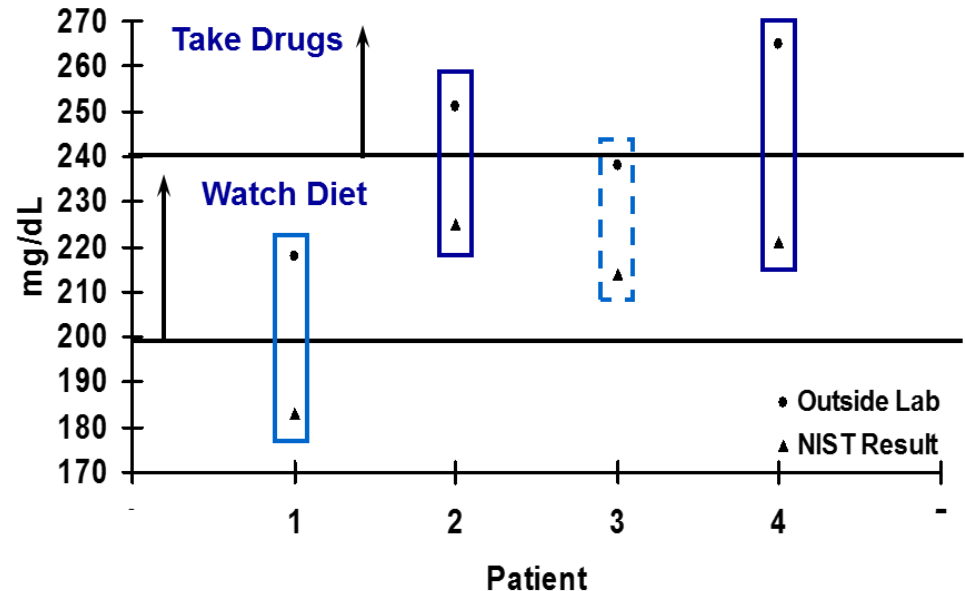 270
Take Drugs
260
250
240
230
Watch Diet
220
210
200
190
180
170
mg/dL
Outside Lab
NIST Result
1 2 3 4
Patient